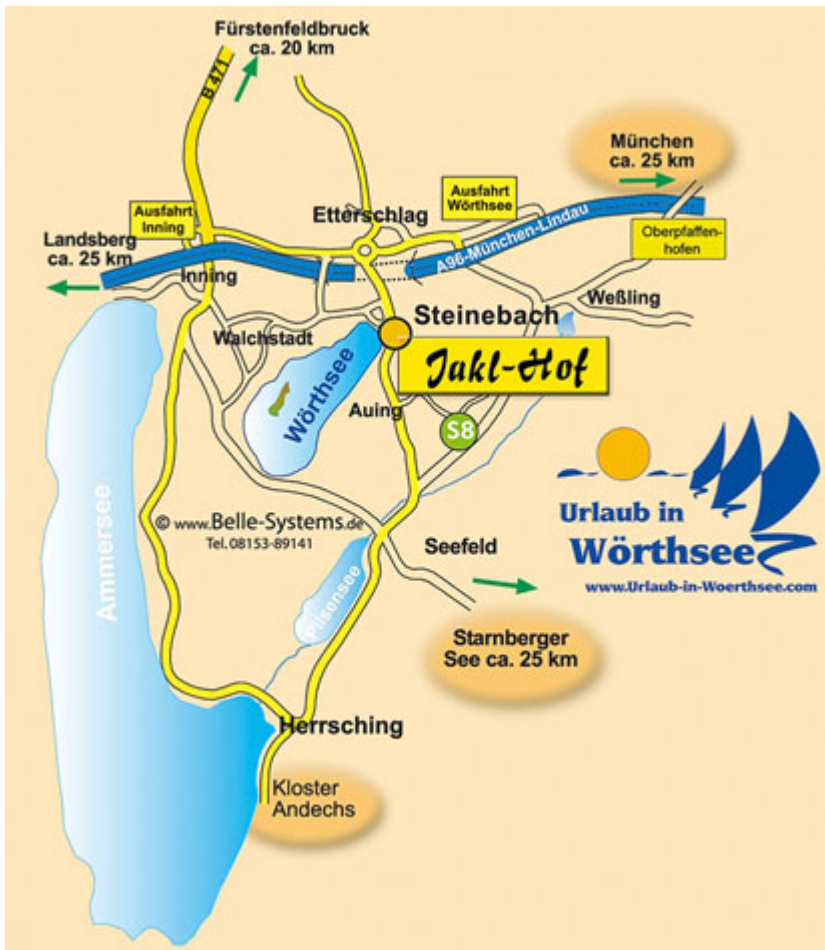 Fürstenfeldbruck
ca. 20 km
B 471
München
ca. 25 km
Ausfahrt
Inning
Etterschlag
Ausfahrt
Wörthsee
Landsberg
ca. 25 km
A96-München-Lindau
Oberpfaffen-
hofen
Inning
Weßling
Walchstadt
Steinebach
Jakl-Hof
Wörthsee
Auing
S8
Ammersee
© www.Belle-Systems.de
Tel. 08153-89141
Seefeld
Urlaub in
Wörthsee
www.Urlaub-in-Woerthsee.com
Pilsensee
Starnberger
See ca. 25 km
Herrsching
Kloster
Andechs